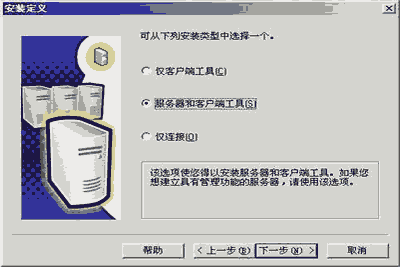 安装定义
可从下列安装类型中选择一个。
仅客户端工具(C)
服务器和客户端工具(S)
仅连接(O)
该选项使您得以安装服务器和客户端工具。如果您
想建立具有管理功能的服务器，请使用该选项。
帮助
< 上一步(B)
下一步(N) >
取消